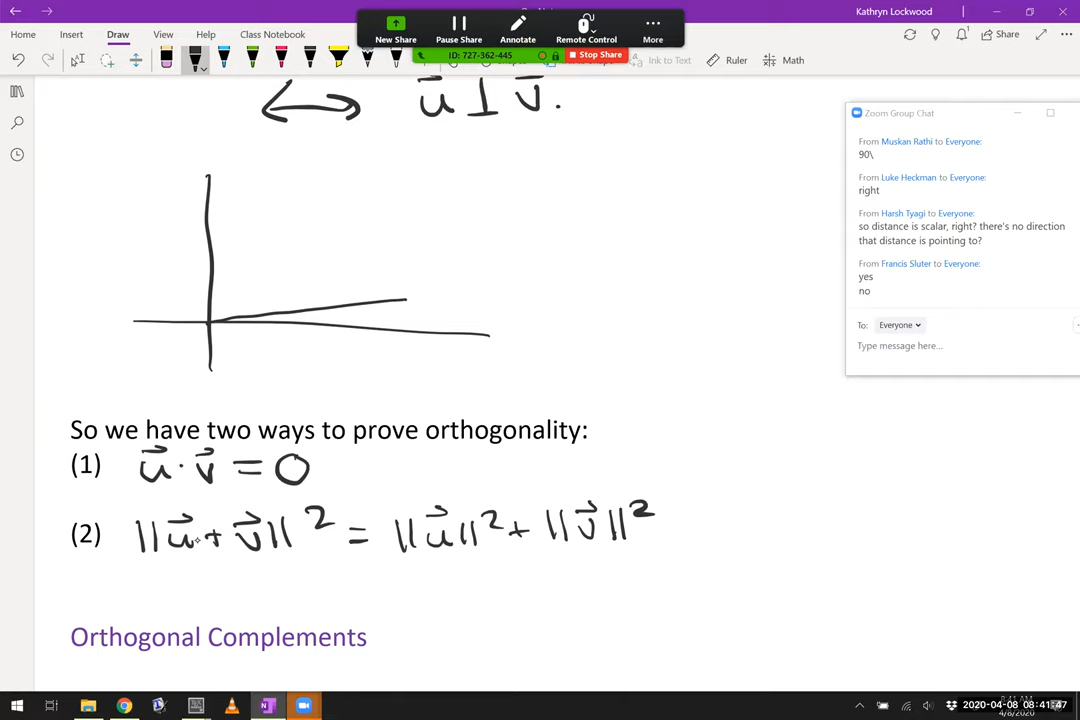 OneNote
Kathryn Lockwood
New Share
Pause Share
Annotate
Remote Control
More
ID: 727-362-445
Stop Share
Home
Insert
Draw
View
Help
Class Notebook
Ink to Text
Ruler
Math
Share
↔ u⃗ ⊥ v⃗.
So we have two ways to prove orthogonality:
(1) u⃗ · v⃗ = 0
(2) ||u⃗ + v⃗||² = ||u⃗||² + ||v⃗||²
Orthogonal Complements
Zoom Group Chat
From Muskan Rathi to Everyone:
90\
From Luke Heckman to Everyone:
right
From Harsh Tyagi to Everyone:
so distance is scalar, right? there's no direction
that distance is pointing to?
From Francis Sluter to Everyone:
yes
no
To: Everyone
Type message here...
2020-04-08 08:41:47
4/8/2020